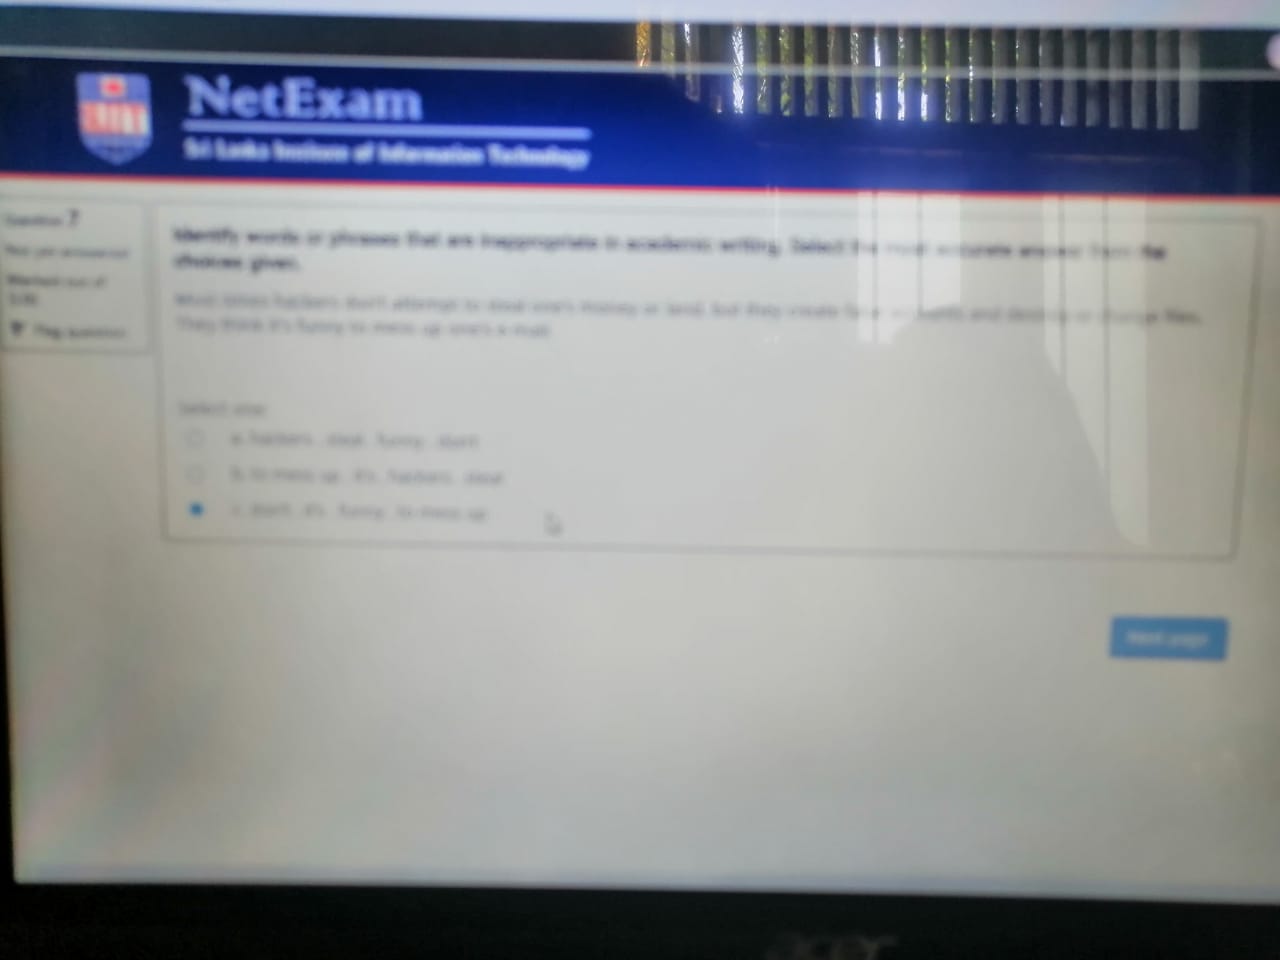 NetExam
Sri Lanka Institute of Information Technology
Question 7
Not yet answered
Marked out of
Flag question
Identify words or phrases that are inappropriate in academic writing. Select the most accurate answer from the
choices given.
Most times hackers don't attempt to steal one's money or land, but they create fake accounts and destroy or change files.
They think it's funny to mess up one's e-mail.
Select one:
a. hackers , steal , funny , don't
b. to mess up , it's , hackers , steal
c. don't , it's , funny , to mess up
Next page
acer